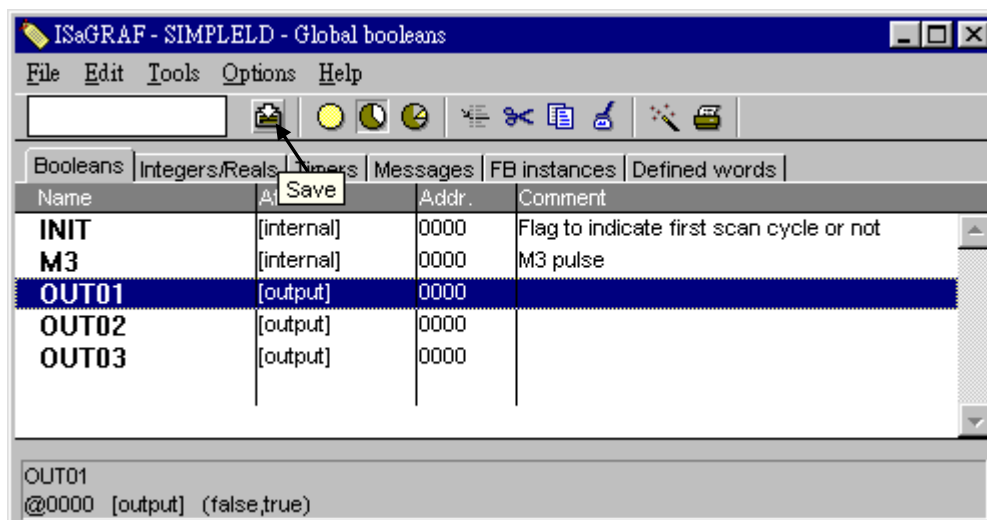 ISaGRAF - SIMPLELD - Global booleans
File Edit Tools Options Help
Booleans Integers/Reals Timers Messages FB instances Defined words
Save
Name Addr. Comment
INIT [internal] 0000 Flag to indicate first scan cycle or not
M3 [internal] 0000 M3 pulse
OUT01 [output] 0000
OUT02 [output] 0000
OUT03 [output] 0000
OUT01
@0000 [output] (false,true)